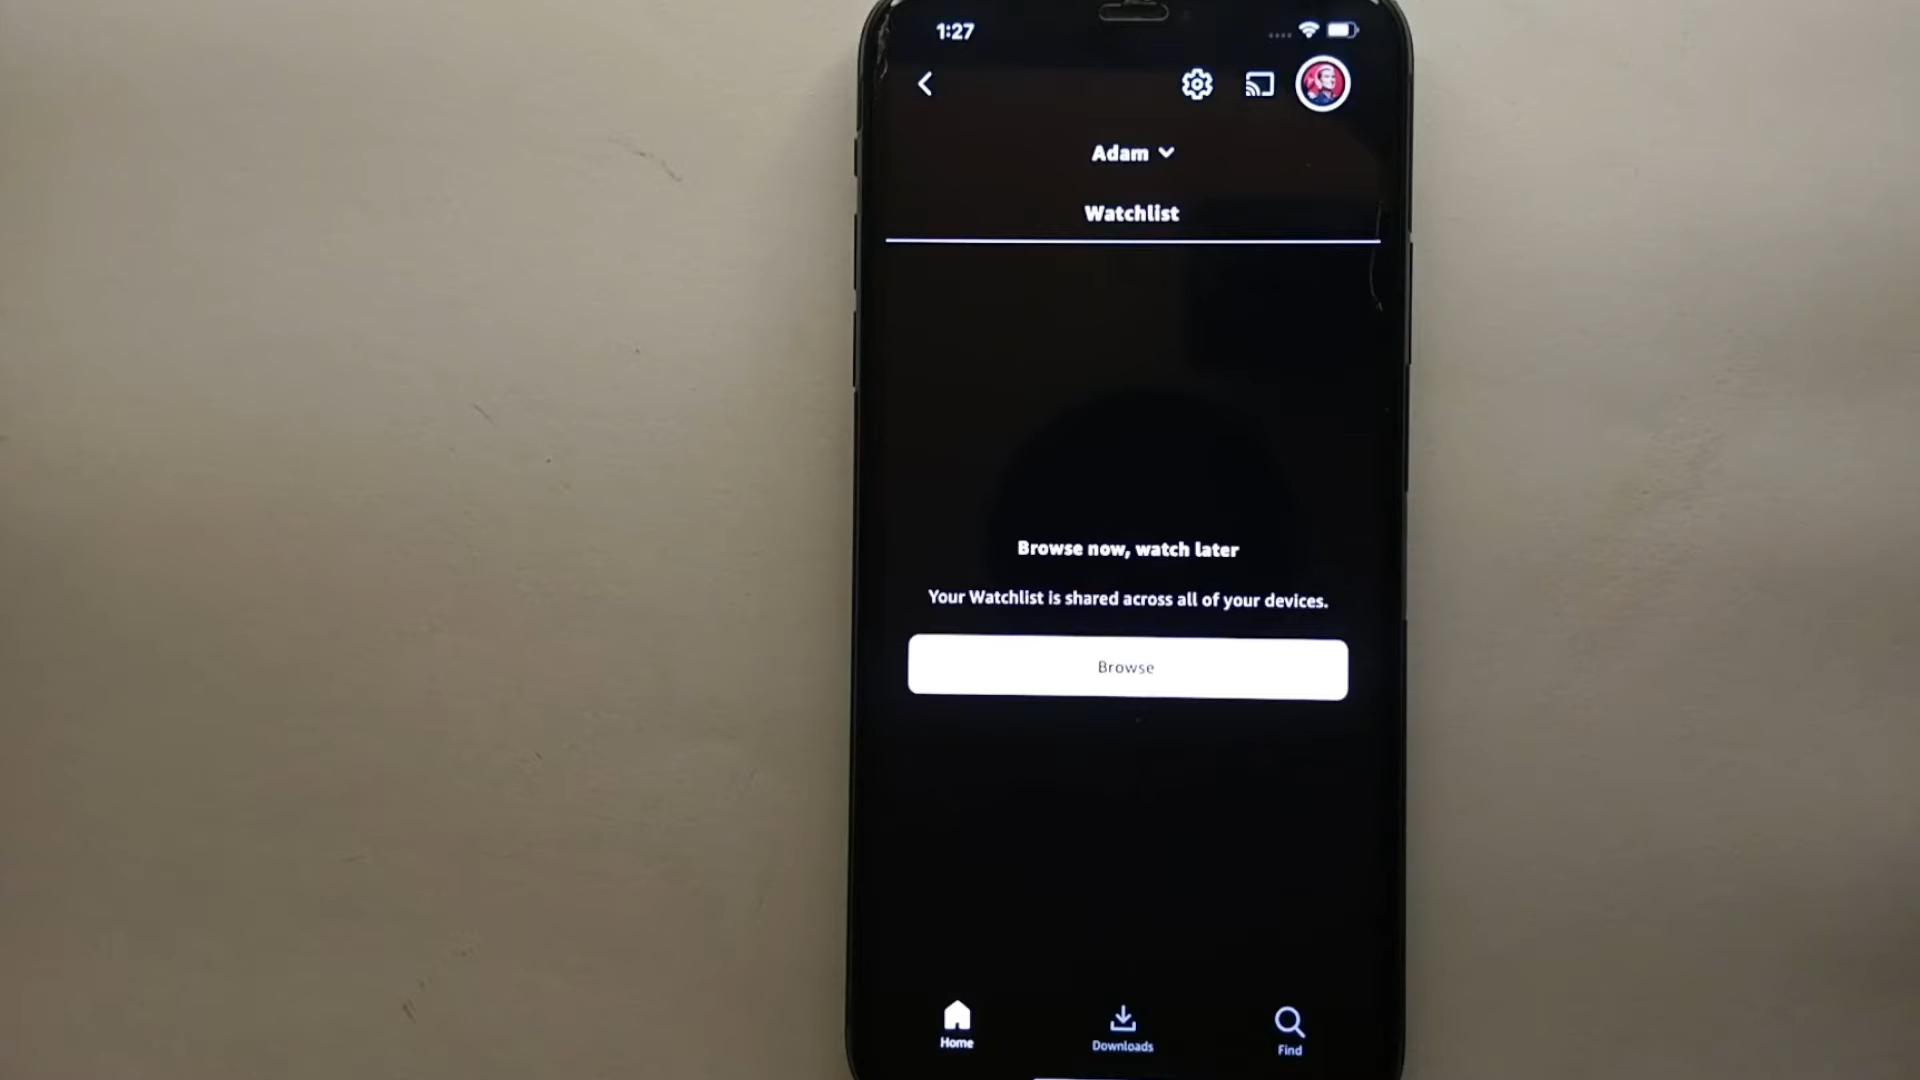 1:27
Adam
Watchlist
Browse now, watch later
Your Watchlist is shared across all of your devices.
Browse
Home
Downloads
Find